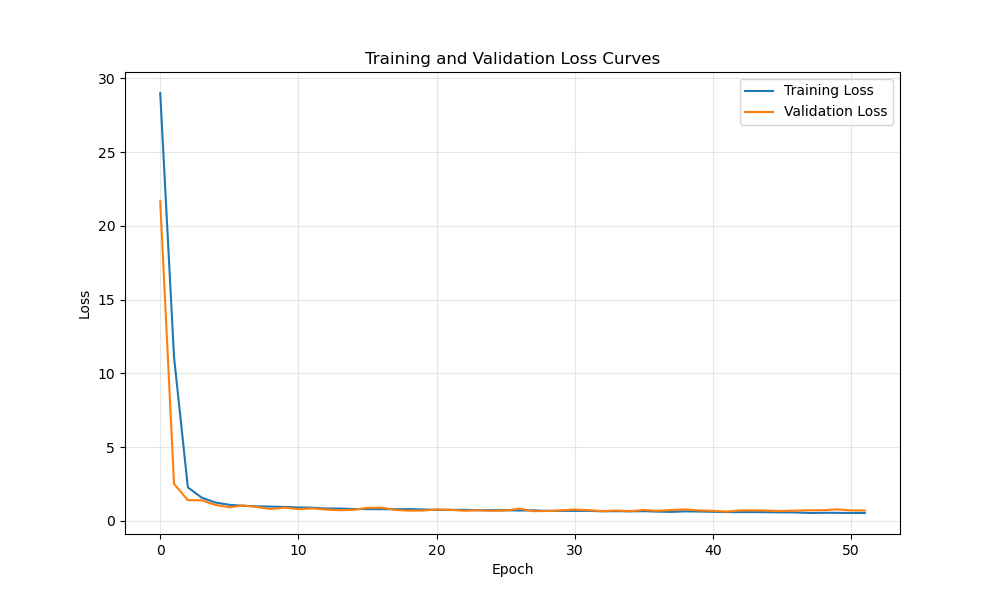 Training and Validation Loss Curves
Training Loss
Validation Loss
30
25
20
15
10
5
0
Loss
0 10 20 30 40 50
Epoch